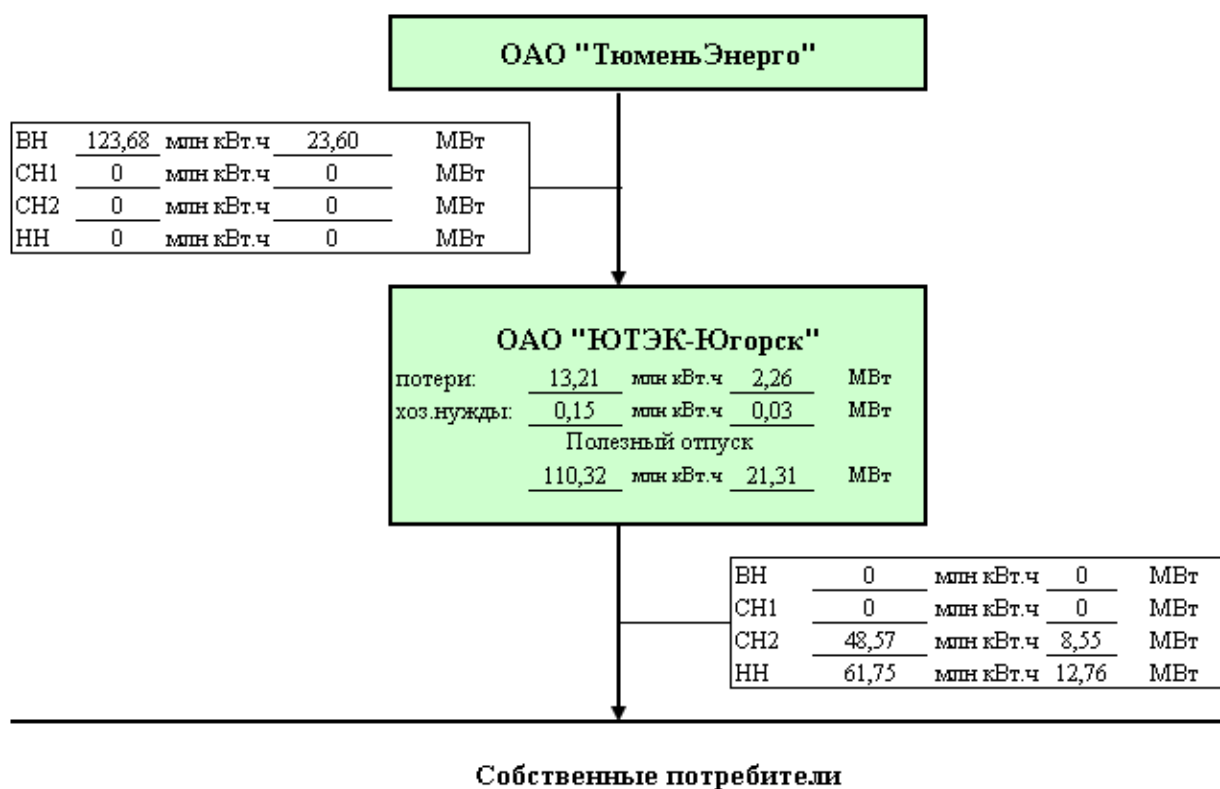 ОАО "ТюменьЭнерго"
ВН 123,68 млн кВт.ч 23,60 МВт
СН1 0 млн кВт.ч 0 МВт
СН2 0 млн кВт.ч 0 МВт
НН 0 млн кВт.ч 0 МВт
ОАО "ЮТЭК-Югорск"
потери: 13,21 млн кВт.ч 2,26 МВт
хоз.нужды: 0,15 млн кВт.ч 0,03 МВт
Полезный отпуск
110,32 млн кВт.ч 21,31 МВт
ВН 0 млн кВт.ч 0 МВт
СН1 0 млн кВт.ч 0 МВт
СН2 48,57 млн кВт.ч 8,55 МВт
НН 61,75 млн кВт.ч 12,76 МВт
Собственные потребители